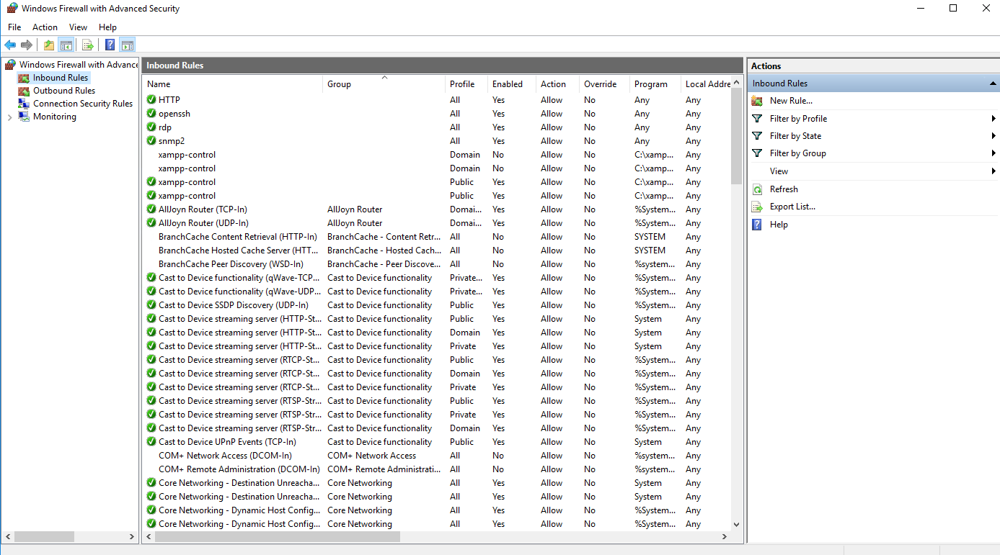 Windows Firewall with Advanced Security
File Action View Help
Windows Firewall with Advance
Inbound Rules
Outbound Rules
Connection Security Rules
Monitoring
Inbound Rules
Name Group Profile Enabled Action Override Program Local Addre
HTTP All Yes Allow No Any Any
openssh All Yes Allow No Any Any
rdp All Yes Allow No Any Any
snmp2 All Yes Allow No Any Any
xampp-control Domain No Allow No C:\xamp... Any
xampp-control Domain No Allow No C:\xamp... Any
xampp-control Public Yes Allow No C:\xamp... Any
xampp-control Public Yes Allow No C:\xamp... Any
AllJoyn Router (TCP-In) AllJoyn Router Domai... Yes Allow No %System... Any
AllJoyn Router (UDP-In) AllJoyn Router Domai... Yes Allow No %System... Any
BranchCache Content Retrieval (HTTP-In) BranchCache - Content Retr... All No Allow No SYSTEM Any
BranchCache Hosted Cache Server (HTT... BranchCache - Hosted Cach... All No Allow No SYSTEM Any
BranchCache Peer Discovery (WSD-In) BranchCache - Peer Discove... All No Allow No %system... Any
Cast to Device functionality (qWave-TCP... Cast to Device functionality Private... Yes Allow No %System... Any
Cast to Device functionality (qWave-UDP... Cast to Device functionality Private... Yes Allow No %System... Any
Cast to Device SSDP Discovery (UDP-In) Cast to Device functionality Public Yes Allow No %System... Any
Cast to Device streaming server (HTTP-St... Cast to Device functionality Public Yes Allow No System Any
Cast to Device streaming server (HTTP-St... Cast to Device functionality Domain Yes Allow No System Any
Cast to Device streaming server (HTTP-St... Cast to Device functionality Private Yes Allow No System Any
Cast to Device streaming server (RTCP-St... Cast to Device functionality Public Yes Allow No %System... Any
Cast to Device streaming server (RTCP-St... Cast to Device functionality Domain Yes Allow No %System... Any
Cast to Device streaming server (RTCP-St... Cast to Device functionality Private Yes Allow No %System... Any
Cast to Device streaming server (RTSP-Str... Cast to Device functionality Public Yes Allow No %System... Any
Cast to Device streaming server (RTSP-Str... Cast to Device functionality Private Yes Allow No %System... Any
Cast to Device streaming server (RTSP-Str... Cast to Device functionality Domain Yes Allow No %System... Any
Cast to Device UPnP Events (TCP-In) Cast to Device functionality Public Yes Allow No System Any
COM+ Network Access (DCOM-In) COM+ Network Access All No Allow No %system... Any
COM+ Remote Administration (DCOM-In) COM+ Remote Administrati... All No Allow No %system... Any
Core Networking - Destination Unreacha... Core Networking All Yes Allow No System Any
Core Networking - Destination Unreacha... Core Networking All Yes Allow No System Any
Core Networking - Dynamic Host Config... Core Networking All Yes Allow No %System... Any
Core Networking - Dynamic Host Config... Core Networking All Yes Allow No %System... Any
Actions
Inbound Rules
New Rule...
Filter by Profile
Filter by State
Filter by Group
View
Refresh
Export List...
Help